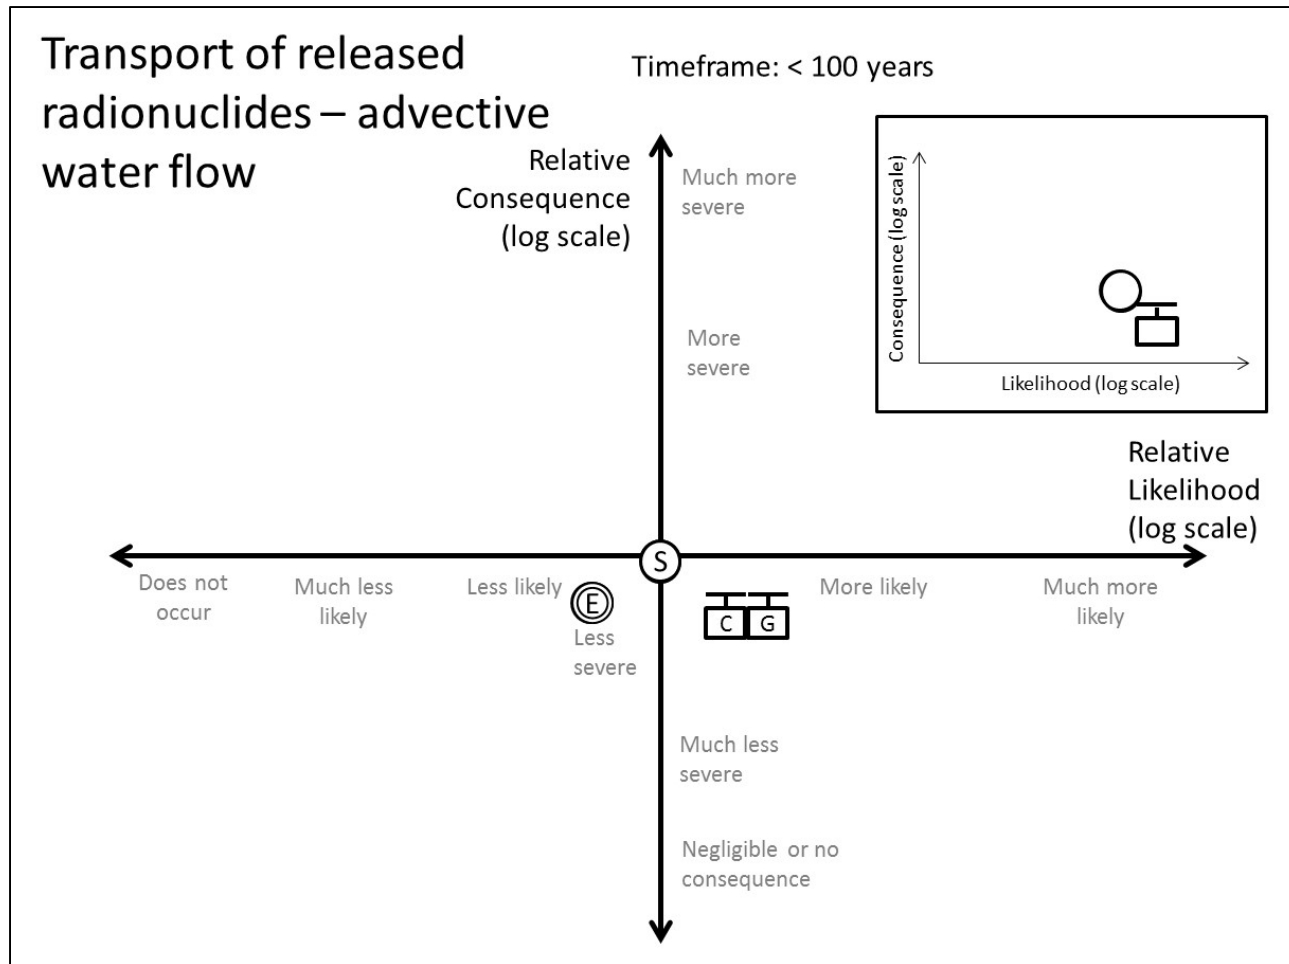 Transport of released
radionuclides – advective
water flow
Timeframe: < 100 years
Relative
Consequence
(log scale)
Much more
severe
More
severe
Consequence (log scale)
Likelihood (log scale)
Relative
Likelihood
(log scale)
S
Does not
occur
Much less
likely
Less likely
E
Less
severe
C
G
More likely
Much more
likely
Much less
severe
Negligible or no
consequence